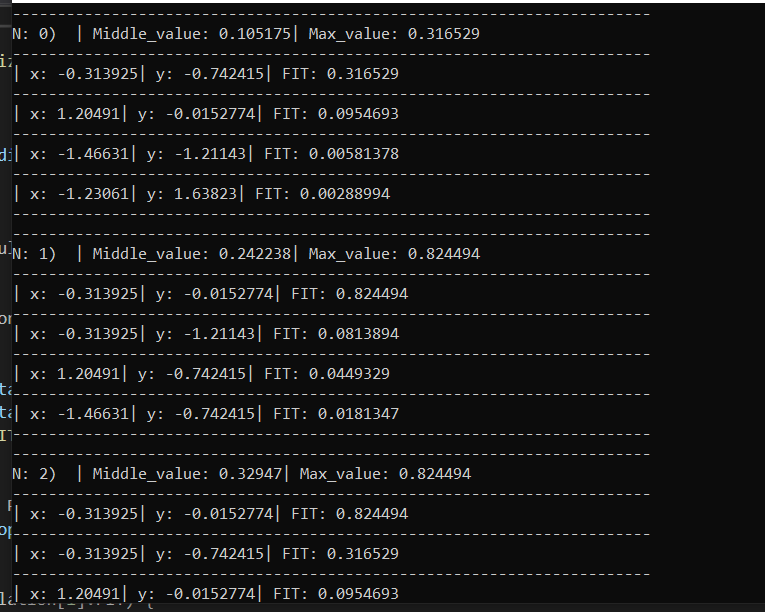 ---------------------------------------------------------------------
N: 0)  | Middle_value: 0.105175| Max_value: 0.316529
---------------------------------------------------------------------
| x: -0.313925| y: -0.742415| FIT: 0.316529
---------------------------------------------------------------------
| x: 1.20491| y: -0.0152774| FIT: 0.0954693
---------------------------------------------------------------------
| x: -1.46631| y: -1.21143| FIT: 0.00581378
---------------------------------------------------------------------
| x: -1.23061| y: 1.63823| FIT: 0.00288994
---------------------------------------------------------------------
---------------------------------------------------------------------
N: 1)  | Middle_value: 0.242238| Max_value: 0.824494
---------------------------------------------------------------------
| x: -0.313925| y: -0.0152774| FIT: 0.824494
---------------------------------------------------------------------
| x: -0.313925| y: -1.21143| FIT: 0.0813894
---------------------------------------------------------------------
| x: 1.20491| y: -0.742415| FIT: 0.0449329
---------------------------------------------------------------------
| x: -1.46631| y: -0.742415| FIT: 0.0181347
---------------------------------------------------------------------
---------------------------------------------------------------------
N: 2)  | Middle_value: 0.32947| Max_value: 0.824494
---------------------------------------------------------------------
| x: -0.313925| y: -0.0152774| FIT: 0.824494
---------------------------------------------------------------------
| x: -0.313925| y: -0.742415| FIT: 0.316529
---------------------------------------------------------------------
| x: 1.20491| y: -0.0152774| FIT: 0.0954693